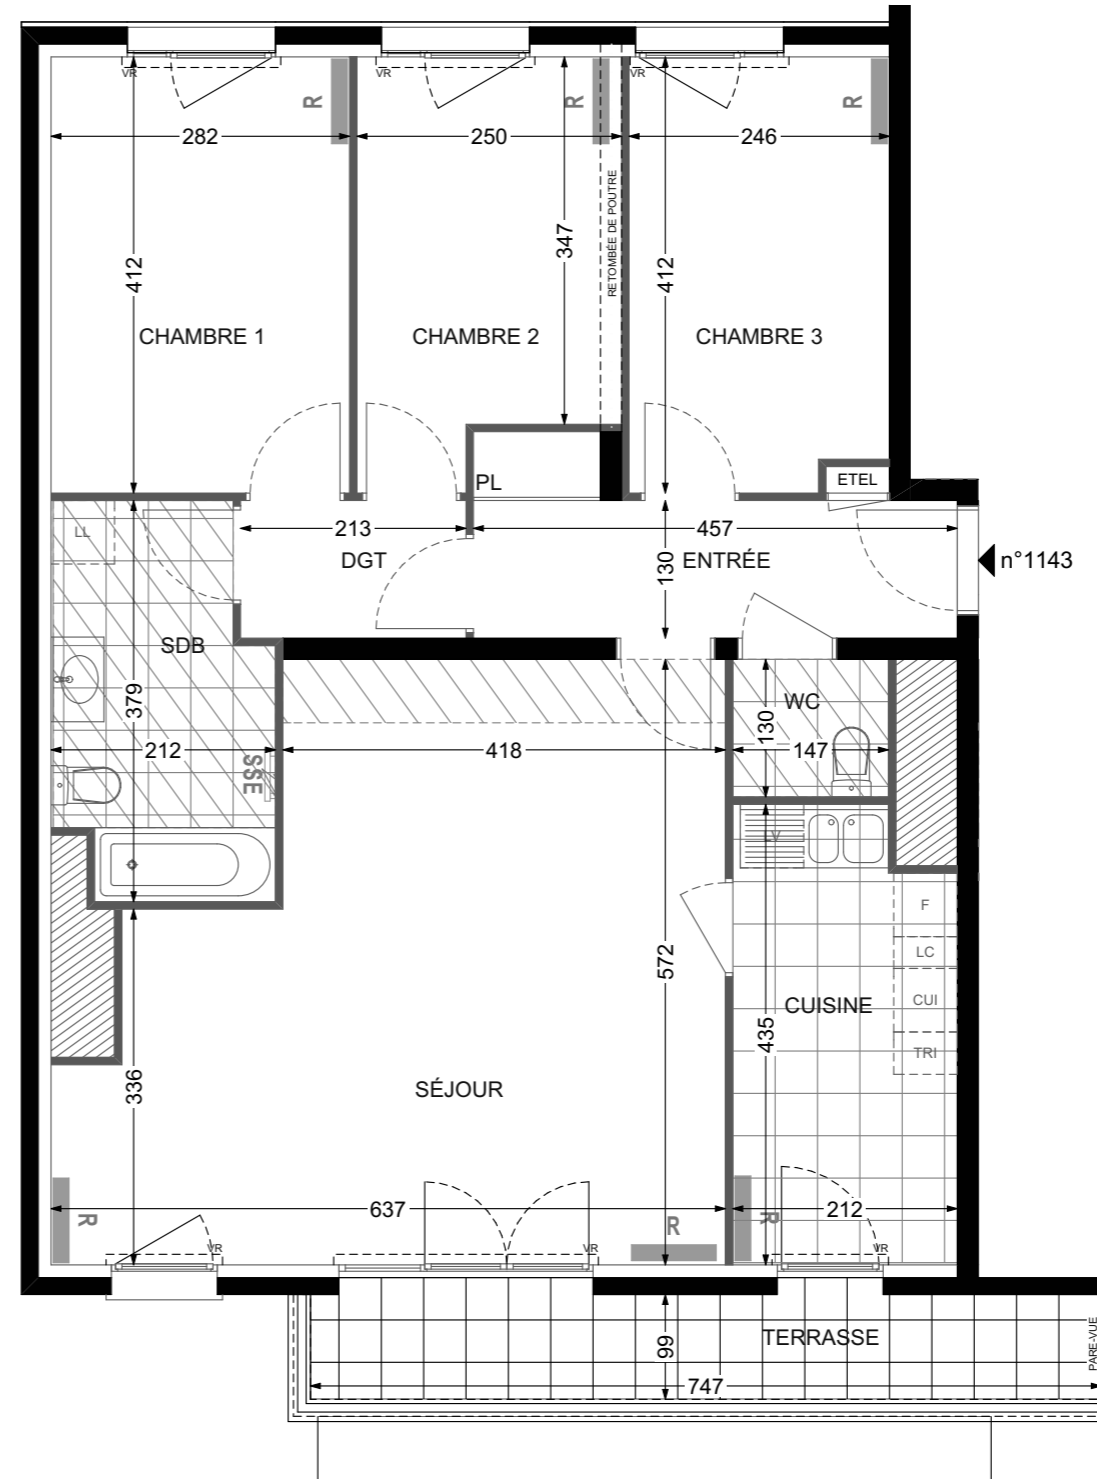 VR
VR
VR
R
R
R
282
250
246
RETOMBÉE DE POUTRE
347
412
412
CHAMBRE 1
CHAMBRE 2
CHAMBRE 3
PL
ETEL
LL
213
457
DGT
130
ENTRÉE
n°1143
SDB
379
WC
130
212
418
147
SSE
LV
F
LC
572
CUISINE
CUI
435
TRI
336
SÉJOUR
R
637
R
R
212
VR
VR
VR
TERRASSE
PARE-VUE
99
747